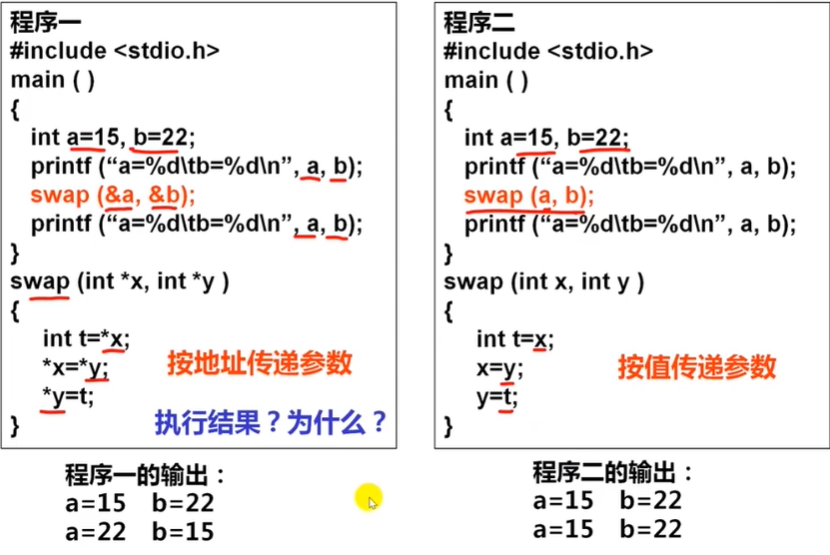 程序一
#include <stdio.h>
main ( )
{
int a=15, b=22;
printf (“a=%d\tb=%d\n”, a, b);
swap (&a, &b);
printf (“a=%d\tb=%d\n”, a, b);
}
swap (int *x, int *y )
{
int t=*x;
*x=*y;
*y=t;
}
按地址传递参数
执行结果？为什么？
程序一的输出：
a=15 b=22
a=22 b=15
程序二
#include <stdio.h>
main ( )
{
int a=15, b=22;
printf (“a=%d\tb=%d\n”, a, b);
swap (a, b);
printf (“a=%d\tb=%d\n”, a, b);
}
swap (int x, int y )
{
int t=x;
x=y;
y=t;
}
按值传递参数
程序二的输出：
a=15 b=22
a=15 b=22